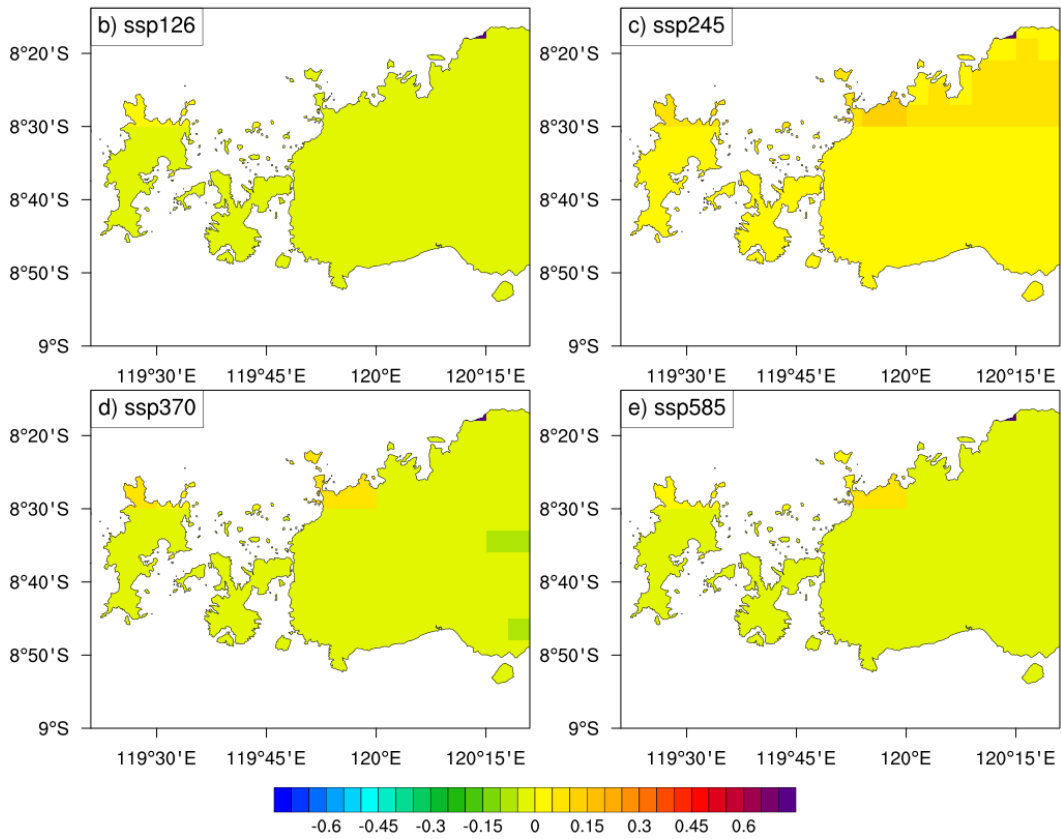 b) ssp126
c) ssp245
8°20'S
8°30'S
8°40'S
8°50'S
9°S
8°20'S
8°30'S
8°40'S
8°50'S
9°S
119°30'E 119°45'E 120°E 120°15'E
119°30'E 119°45'E 120°E 120°15'E
d) ssp370
e) ssp585
8°20'S
8°30'S
8°40'S
8°50'S
9°S
8°20'S
8°30'S
8°40'S
8°50'S
9°S
119°30'E 119°45'E 120°E 120°15'E
119°30'E 119°45'E 120°E 120°15'E
-0.6 -0.45 -0.3 -0.15 0 0.15 0.3 0.45 0.6